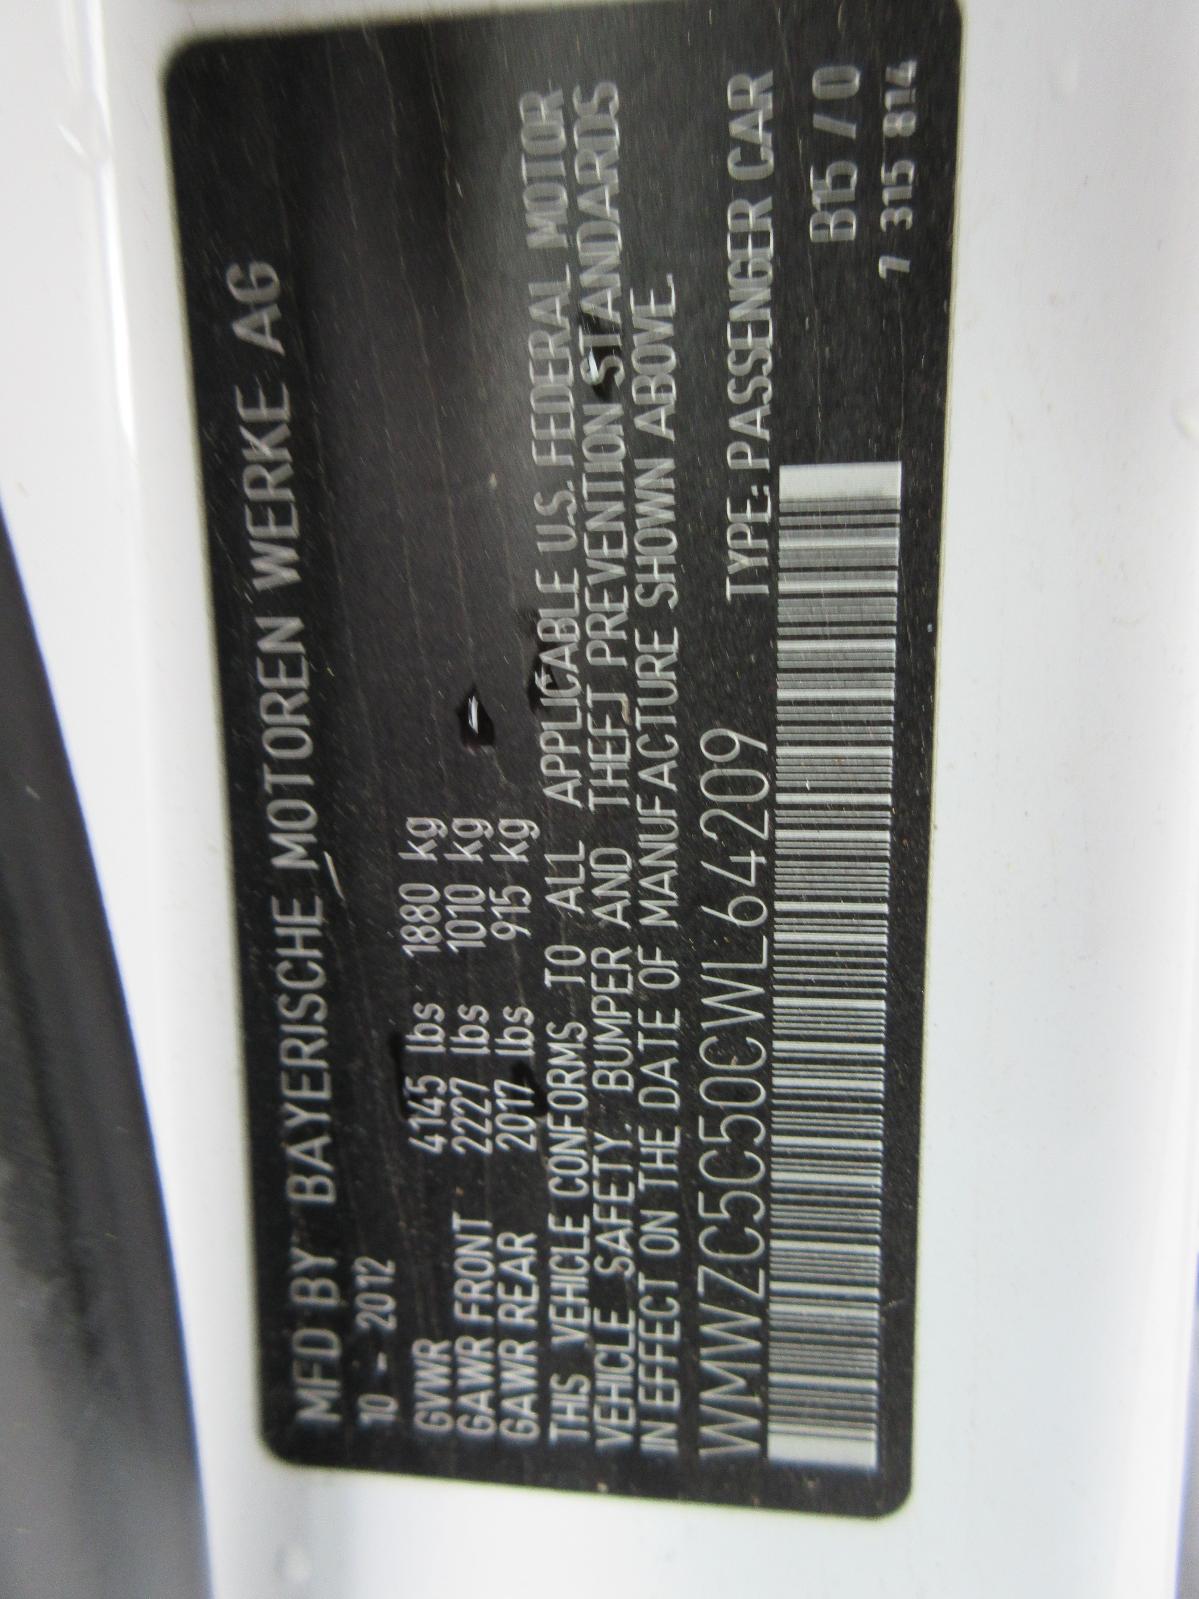 MFD BY BAYERISCHE MOTOREN WERKE AG
10 - 2012
GVWR 4145 lbs 1880 kg
GAWR FRONT 2227 lbs 1010 kg
GAWR REAR 2017 lbs 915 kg
THIS VEHICLE CONFORMS TO ALL APPLICABLE U.S. FEDERAL MOTOR
VEHICLE SAFETY, BUMPER AND THEFT PREVENTION STANDARDS
IN EFFECT ON THE DATE OF MANUFACTURE SHOWN ABOVE.
WMWZC5C50CWL64209 TYPE: PASSENGER CAR
B15 / 0
7 315 814